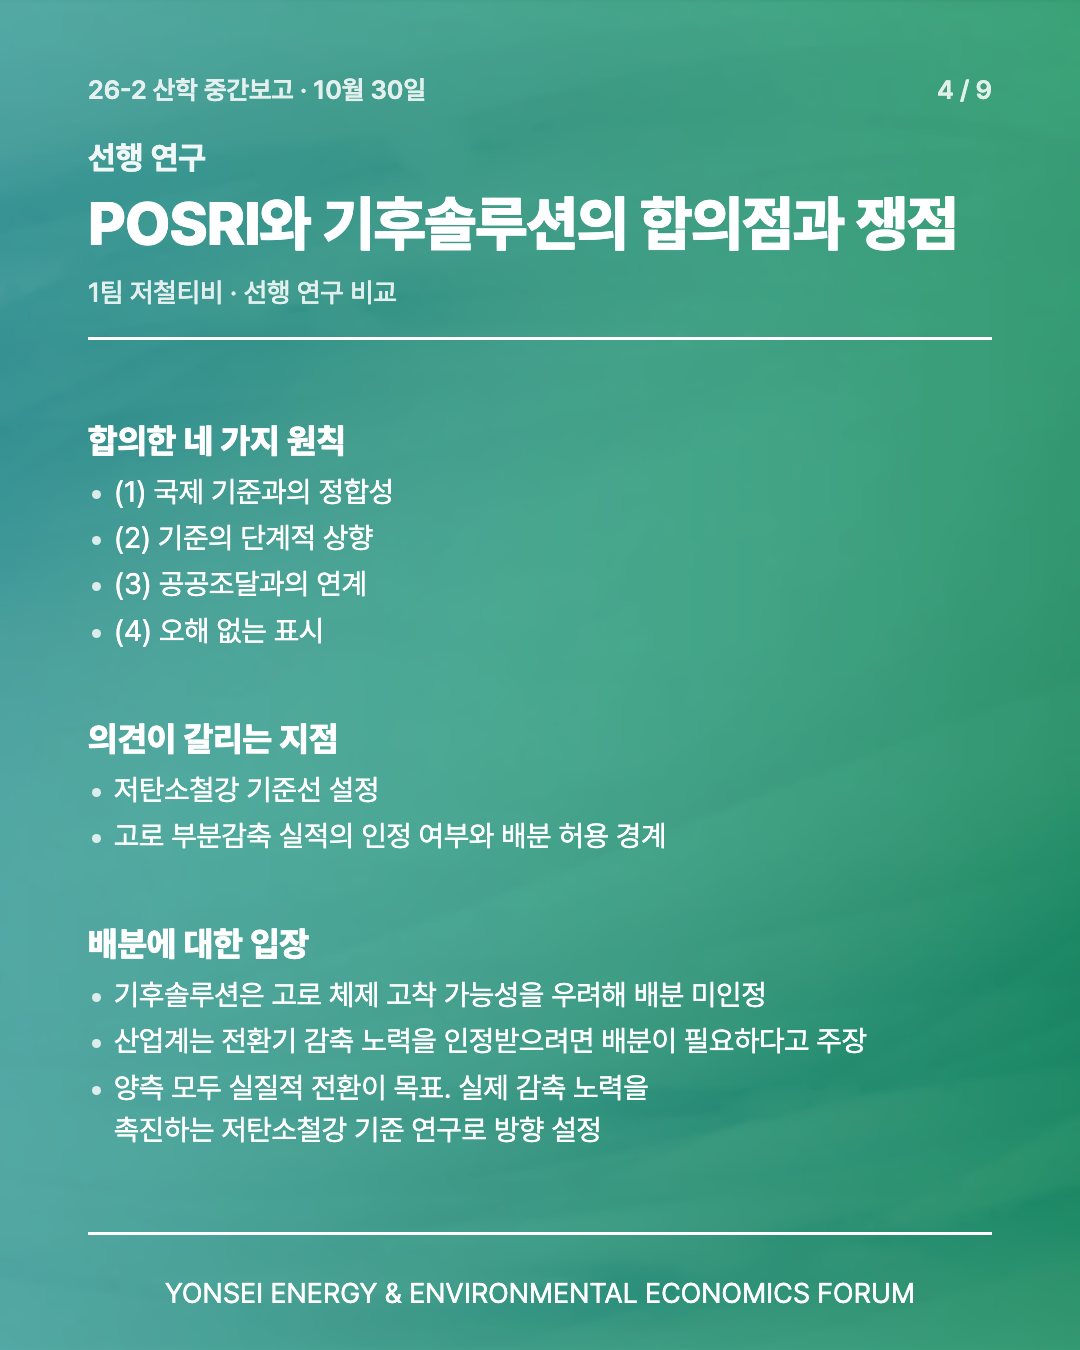 26-2 산학 중간보고 · 10월 30일
4 / 9
선행 연구
POSRI와 기후솔루션의 합의점과 쟁점
1팀 저철티비 · 선행 연구 비교
합의한 네 가지 원칙
• (1) 국제 기준과의 정합성
• (2) 기준의 단계적 상향
• (3) 공공조달과의 연계
• (4) 오해 없는 표시
의견이 갈리는 지점
• 저탄소철강 기준선 설정
• 고로 부분감축 실적의 인정 여부와 배분 허용 경계
배분에 대한 입장
• 기후솔루션은 고로 체제 고착 가능성을 우려해 배분 미인정
• 산업계는 전환기 감축 노력을 인정받으려면 배분이 필요하다고 주장
• 양측 모두 실질적 전환이 목표. 실제 감축 노력을
촉진하는 저탄소철강 기준 연구로 방향 설정
YONSEI ENERGY & ENVIRONMENTAL ECONOMICS FORUM